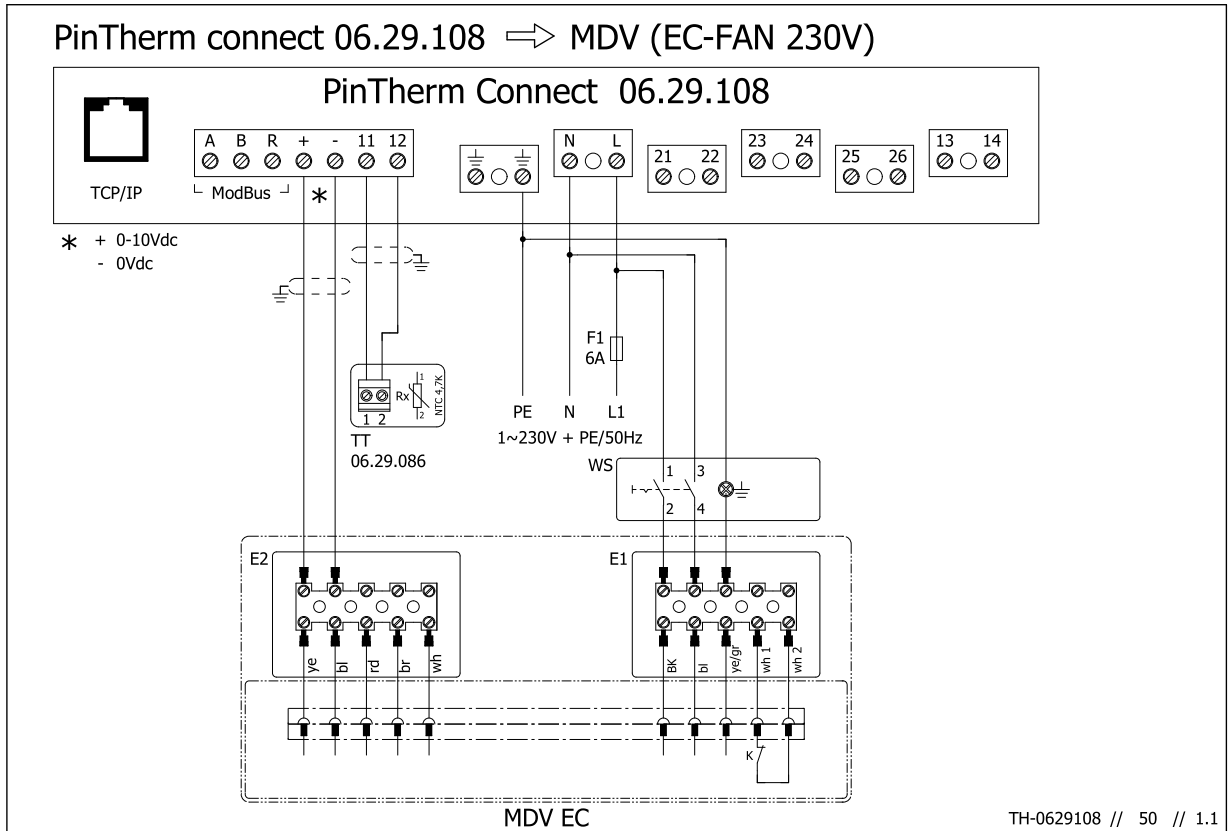 PinTherm connect 06.29.108 ⇨ MDV (EC-FAN 230V)
PinTherm Connect 06.29.108
TCP/IP
A B R + - 11 12
ModBus *
N L
21 22
23 24
25 26
13 14
* + 0-10Vdc
- 0Vdc
F1
6A
Rx
1
2
NTC 4,7K
1 2
TT
06.29.086
PE N L1
1~230V + PE/50Hz
WS
1 3
2 4
E2
ye bl rd br wh
E1
BK bl ye/gr wh 1 wh 2
K
MDV EC
TH-0629108 // 50 // 1.1